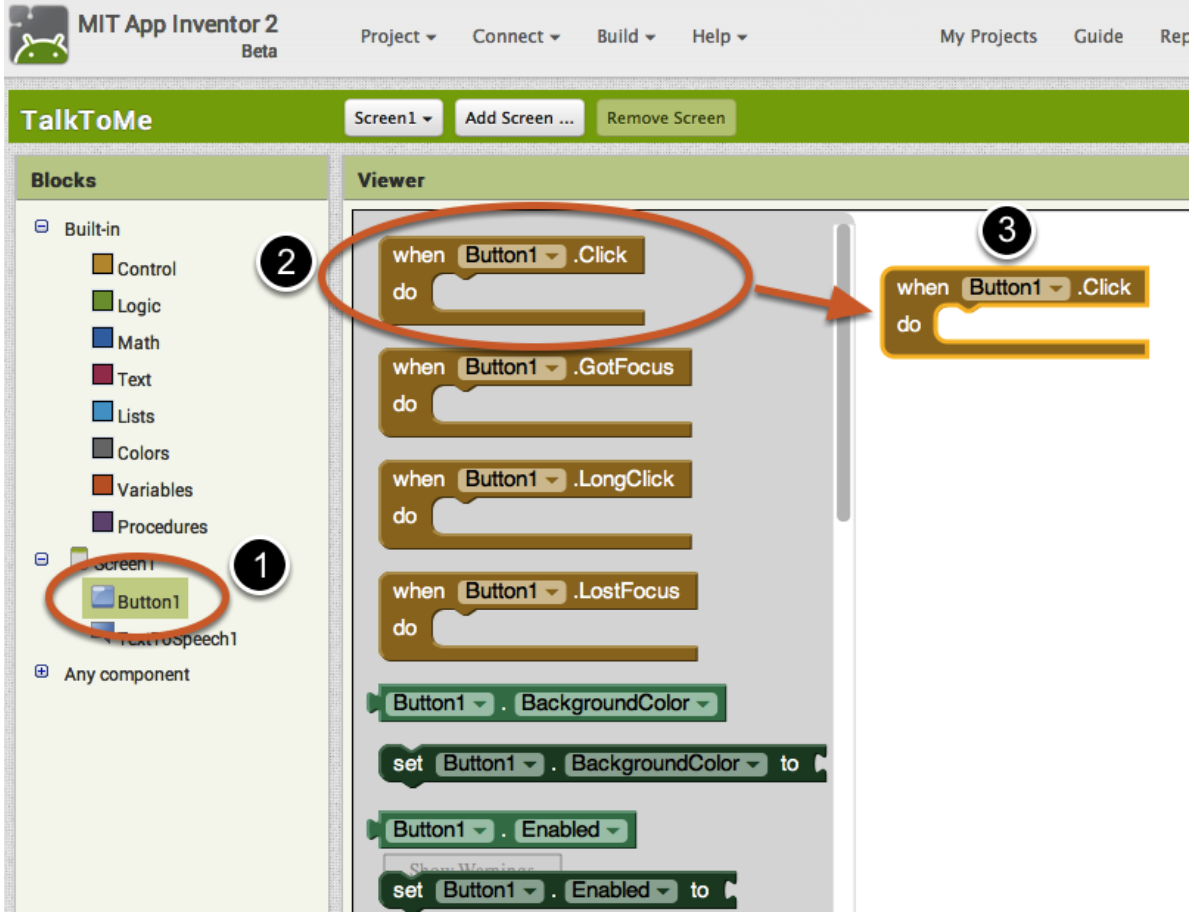 MIT App Inventor 2
Beta
Project Connect Build Help My Projects Guide Rep
TalkToMe
Screen1 Add Screen ... Remove Screen
Blocks
Viewer
Built-in
Control
Logic
Math
Text
Lists
Colors
Variables
Procedures
Screen1
Button1
TextToSpeech1
Any component
1
2
when Button1 .Click
do
when Button1 .GotFocus
do
when Button1 .LongClick
do
when Button1 .LostFocus
do
Button1 . BackgroundColor
set Button1 . BackgroundColor to
Button1 . Enabled
Show Warnings
set Button1 . Enabled to
3
when Button1 .Click
do